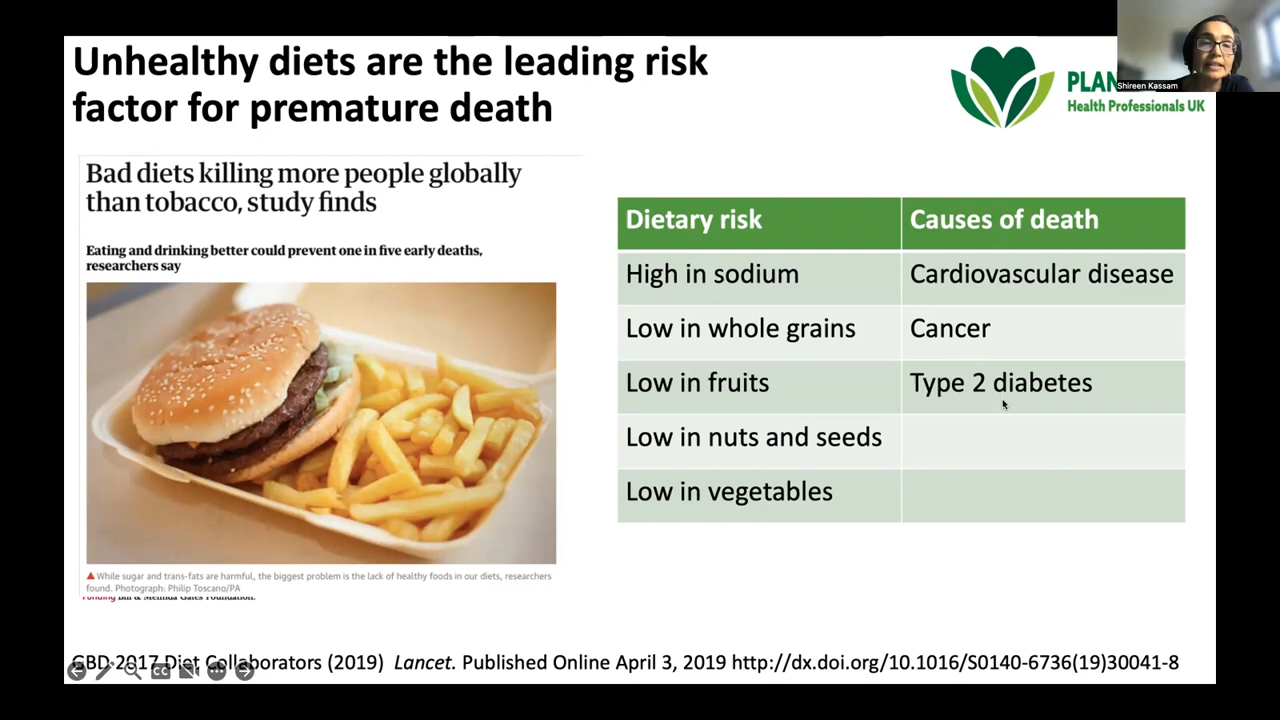 Unhealthy diets are the leading risk
factor for premature death
Shireen Kassam
Health Professionals UK
Bad diets killing more people globally
than tobacco, study finds
Eating and drinking better could prevent one in five early deaths,
researchers say
Dietary risk Causes of death
High in sodium Cardiovascular disease
Low in whole grains Cancer
Low in fruits Type 2 diabetes
Low in nuts and seeds
Low in vegetables
While sugar and trans-fats are harmful, the biggest problem is the lack of healthy foods in our diets, researchers
found. Photograph: Philip Toscano/PA
Funding Bill & Melinda Gates Foundation.
GBD 2017 Diet Collaborators (2019) Lancet. Published Online April 3, 2019 http://dx.doi.org/10.1016/S0140-6736(19)30041-8
CC